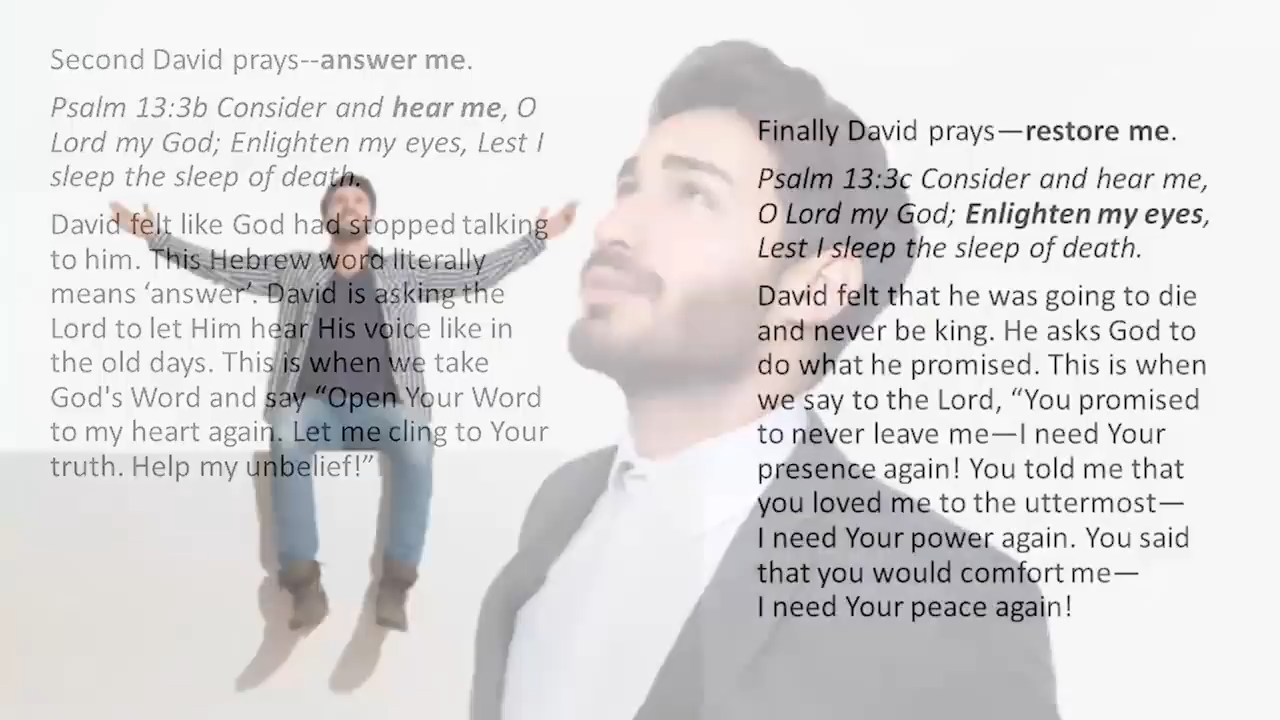 Second David prays--answer me.
Psalm 13:3b Consider and hear me, O
Lord my God; Enlighten my eyes, Lest I
sleep the sleep of death.
David felt like God had stopped talking
to him. This Hebrew word literally
means ‘answer’. David is asking the
Lord to let Him hear His voice like in
the old days. This is when we take
God's Word and say “Open Your Word
to my heart again. Let me cling to Your
truth. Help my unbelief!”
Finally David prays—restore me.
Psalm 13:3c Consider and hear me,
O Lord my God; Enlighten my eyes,
Lest I sleep the sleep of death.
David felt that he was going to die
and never be king. He asks God to
do what he promised. This is when
we say to the Lord, “You promised
to never leave me—I need Your
presence again! You told me that
you loved me to the uttermost—
I need Your power again. You said
that you would comfort me—
I need Your peace again!